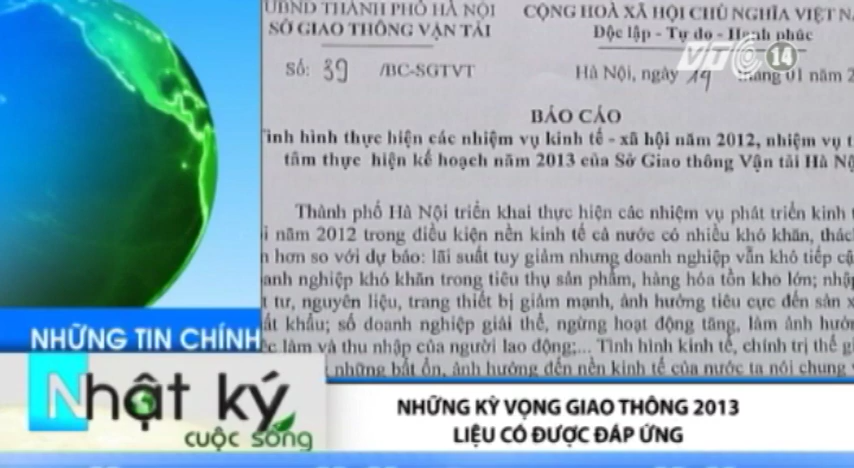 UBND THÀNH PHỐ HÀ NỘI
SỞ GIAO THÔNG VẬN TẢI
CỘNG HOÀ XÃ HỘI CHỦ NGHĨA VIỆT
Độc lập - Tự do - Hạnh phúc
VTC14
Số: 39 /BC-SGTVT
Hà Nội, ngày 14 tháng 01 năm 2
BÁO CÁO
Tình hình thực hiện các nhiệm vụ kinh tế - xã hội năm 2012, nhiệm vụ
tâm thực hiện kế hoạch năm 2013 của Sở Giao thông Vận tải Hà
Thành phố Hà Nội triển khai thực hiện các nhiệm vụ phát triển kinh
năm 2012 trong điều kiện nền kinh tế cả nước có nhiều khó khăn,
hơn so với dự báo: lãi suất tuy giảm nhưng doanh nghiệp vẫn khó tiếp
nghiệp khó khăn trong tiêu thụ sản phẩm, hàng hóa tồn kho lớn;
tư, nguyên liệu, trang thiết bị giảm mạnh, ảnh hưởng tiêu cực đến sản
khẩu; số doanh nghiệp giải thể, ngừng hoạt động tăng, làm ảnh
làm và thu nhập của người lao động;... Tình hình kinh tế, chính trị thế
những bất ổn, ảnh hưởng đến nền kinh tế của nước ta nói chung
NHỮNG TIN CHÍNH
Nhật ký
cuộc sống
NHỮNG KỲ VỌNG GIAO THÔNG 2013
LIỆU CÓ ĐƯỢC ĐÁP ỨNG